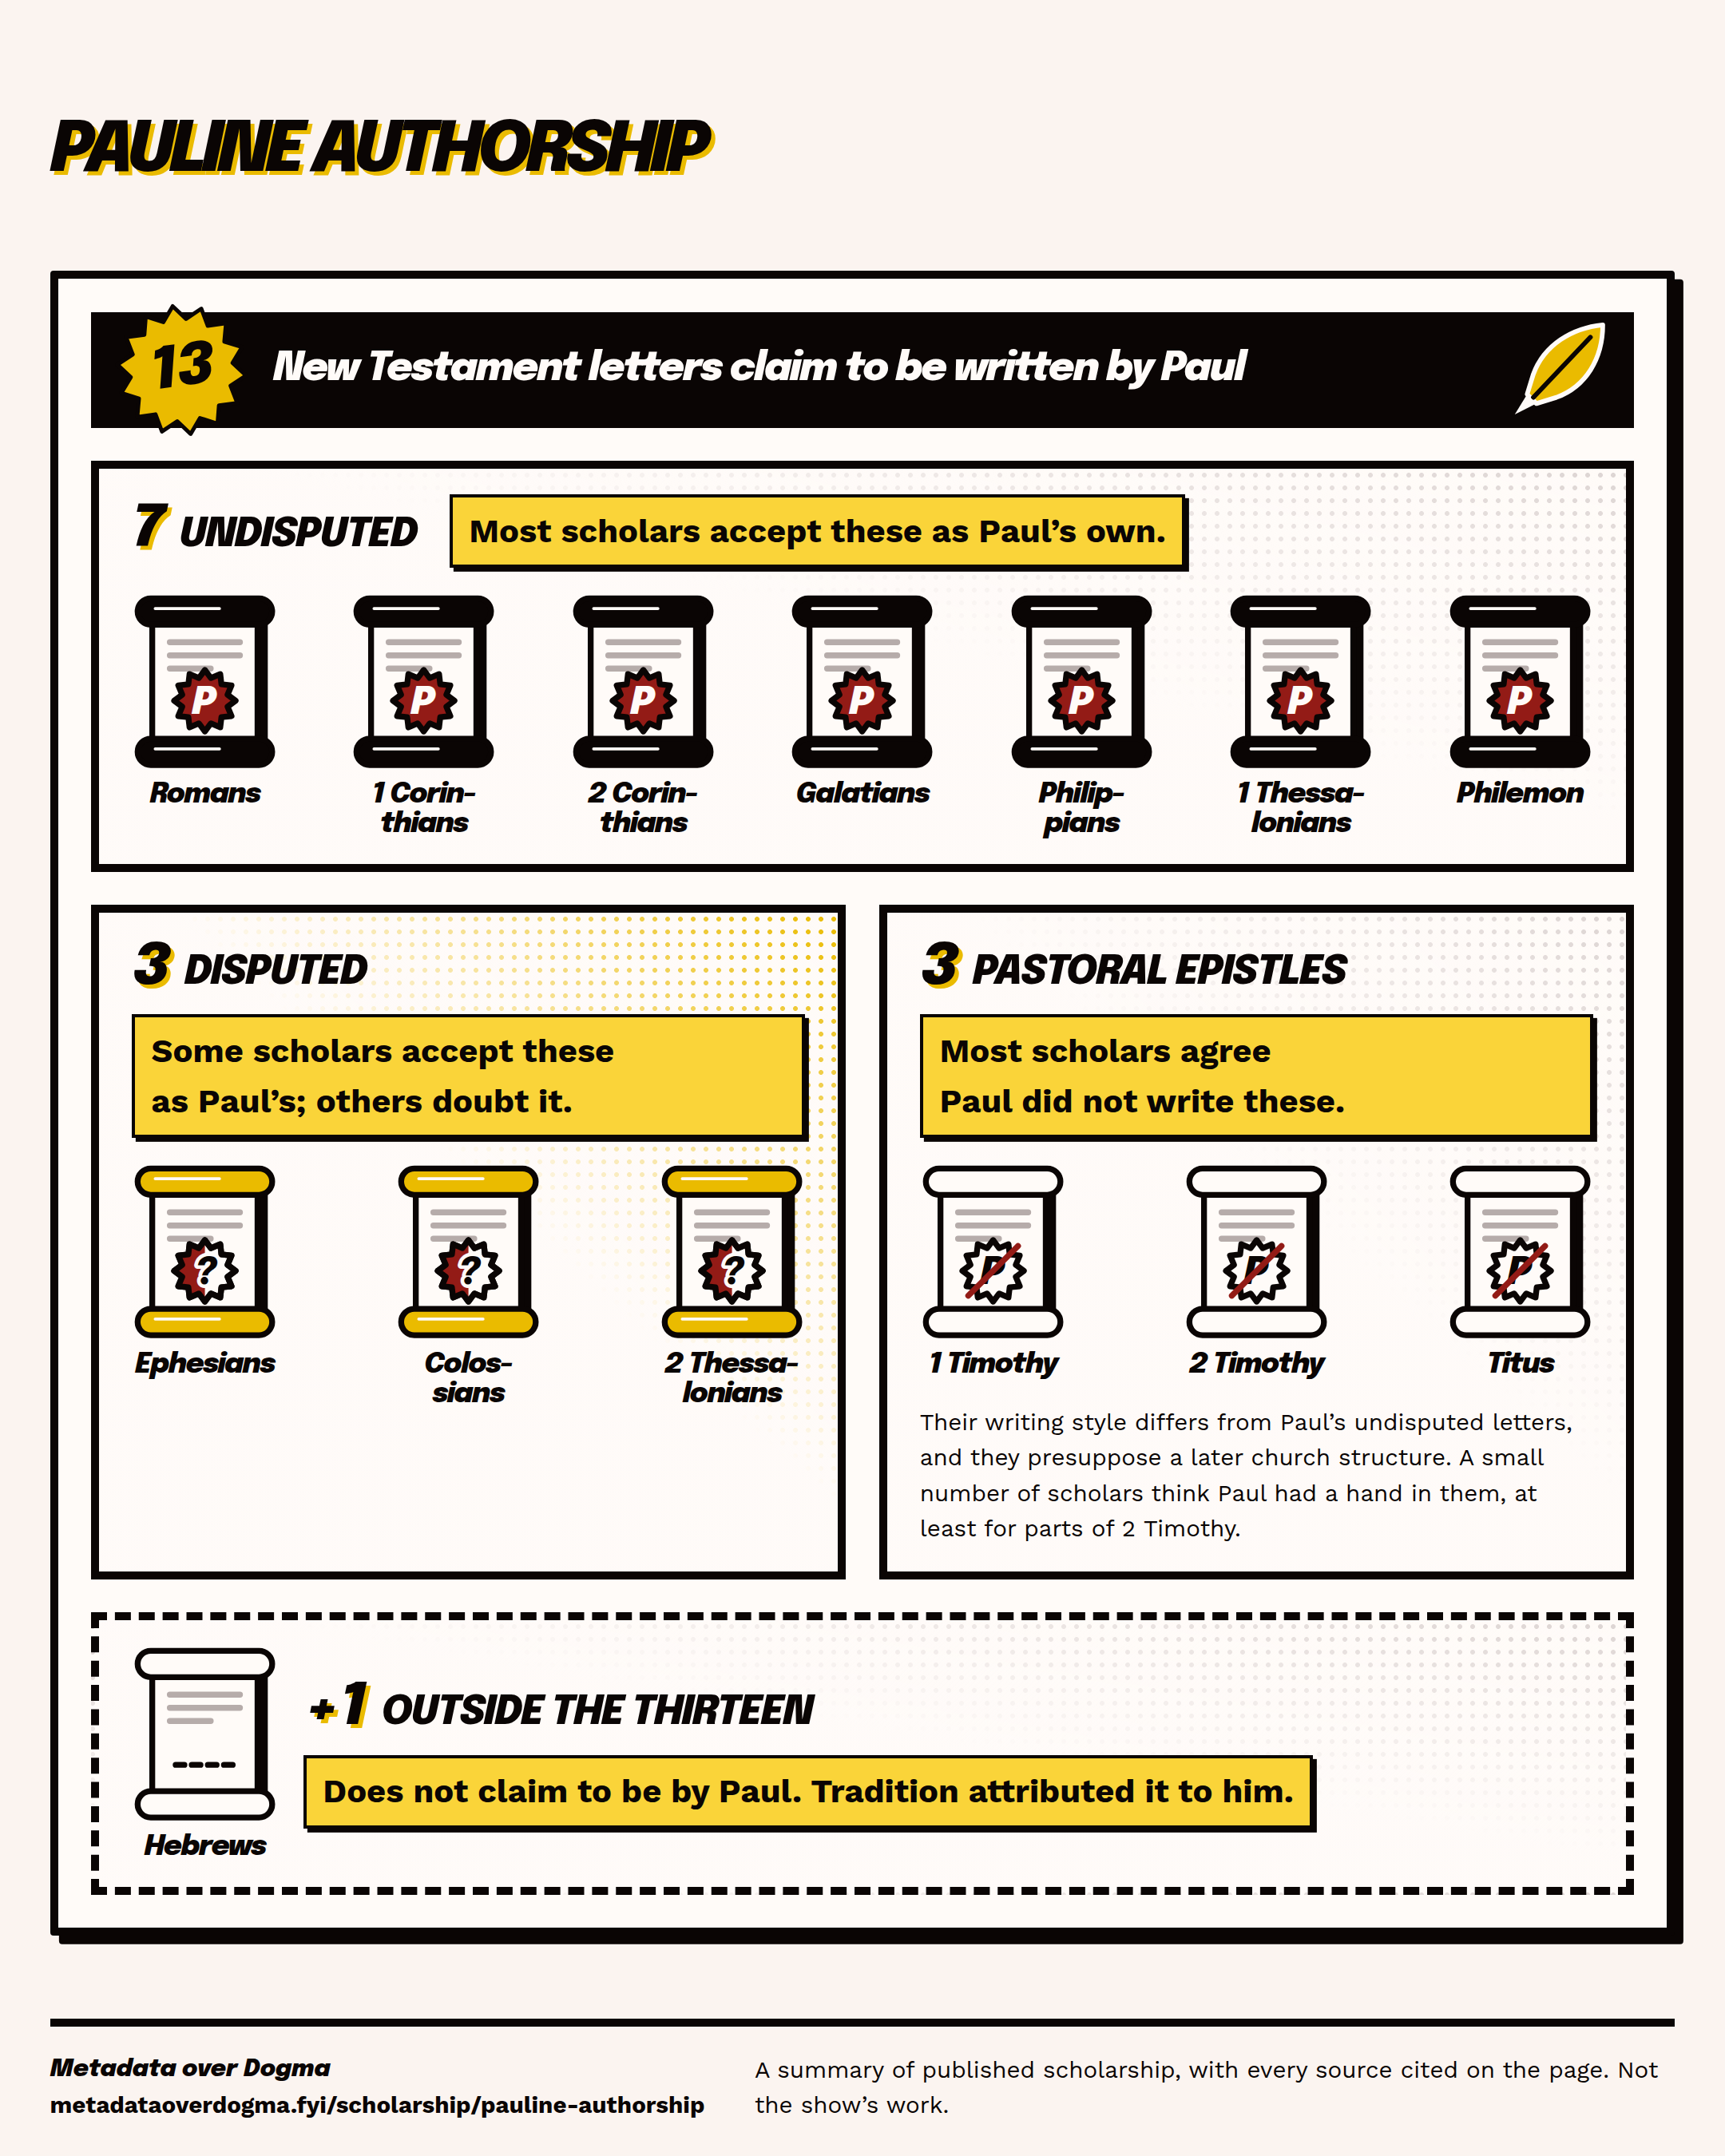 PAULINE AUTHORSHIP
13 New Testament letters claim to be written by Paul
7 UNDISPUTED
Most scholars accept these as Paul’s own.
P P P P P P P
Romans
1 Corin-
thians
2 Corin-
thians
Galatians
Philip-
pians
1 Thessa-
lonians
Philemon
3 DISPUTED
Some scholars accept these
as Paul’s; others doubt it.
? ? ?
Ephesians
Colos-
sians
2 Thessa-
lonians
3 PASTORAL EPISTLES
Most scholars agree
Paul did not write these.
P P P
1 Timothy
2 Timothy
Titus
Their writing style differs from Paul’s undisputed letters,
and they presuppose a later church structure. A small
number of scholars think Paul had a hand in them, at
least for parts of 2 Timothy.
Hebrews
+1 OUTSIDE THE THIRTEEN
Does not claim to be by Paul. Tradition attributed it to him.
Metadata over Dogma
metadataoverdogma.fyi/scholarship/pauline-authorship
A summary of published scholarship, with every source cited on the page. Not
the show’s work.